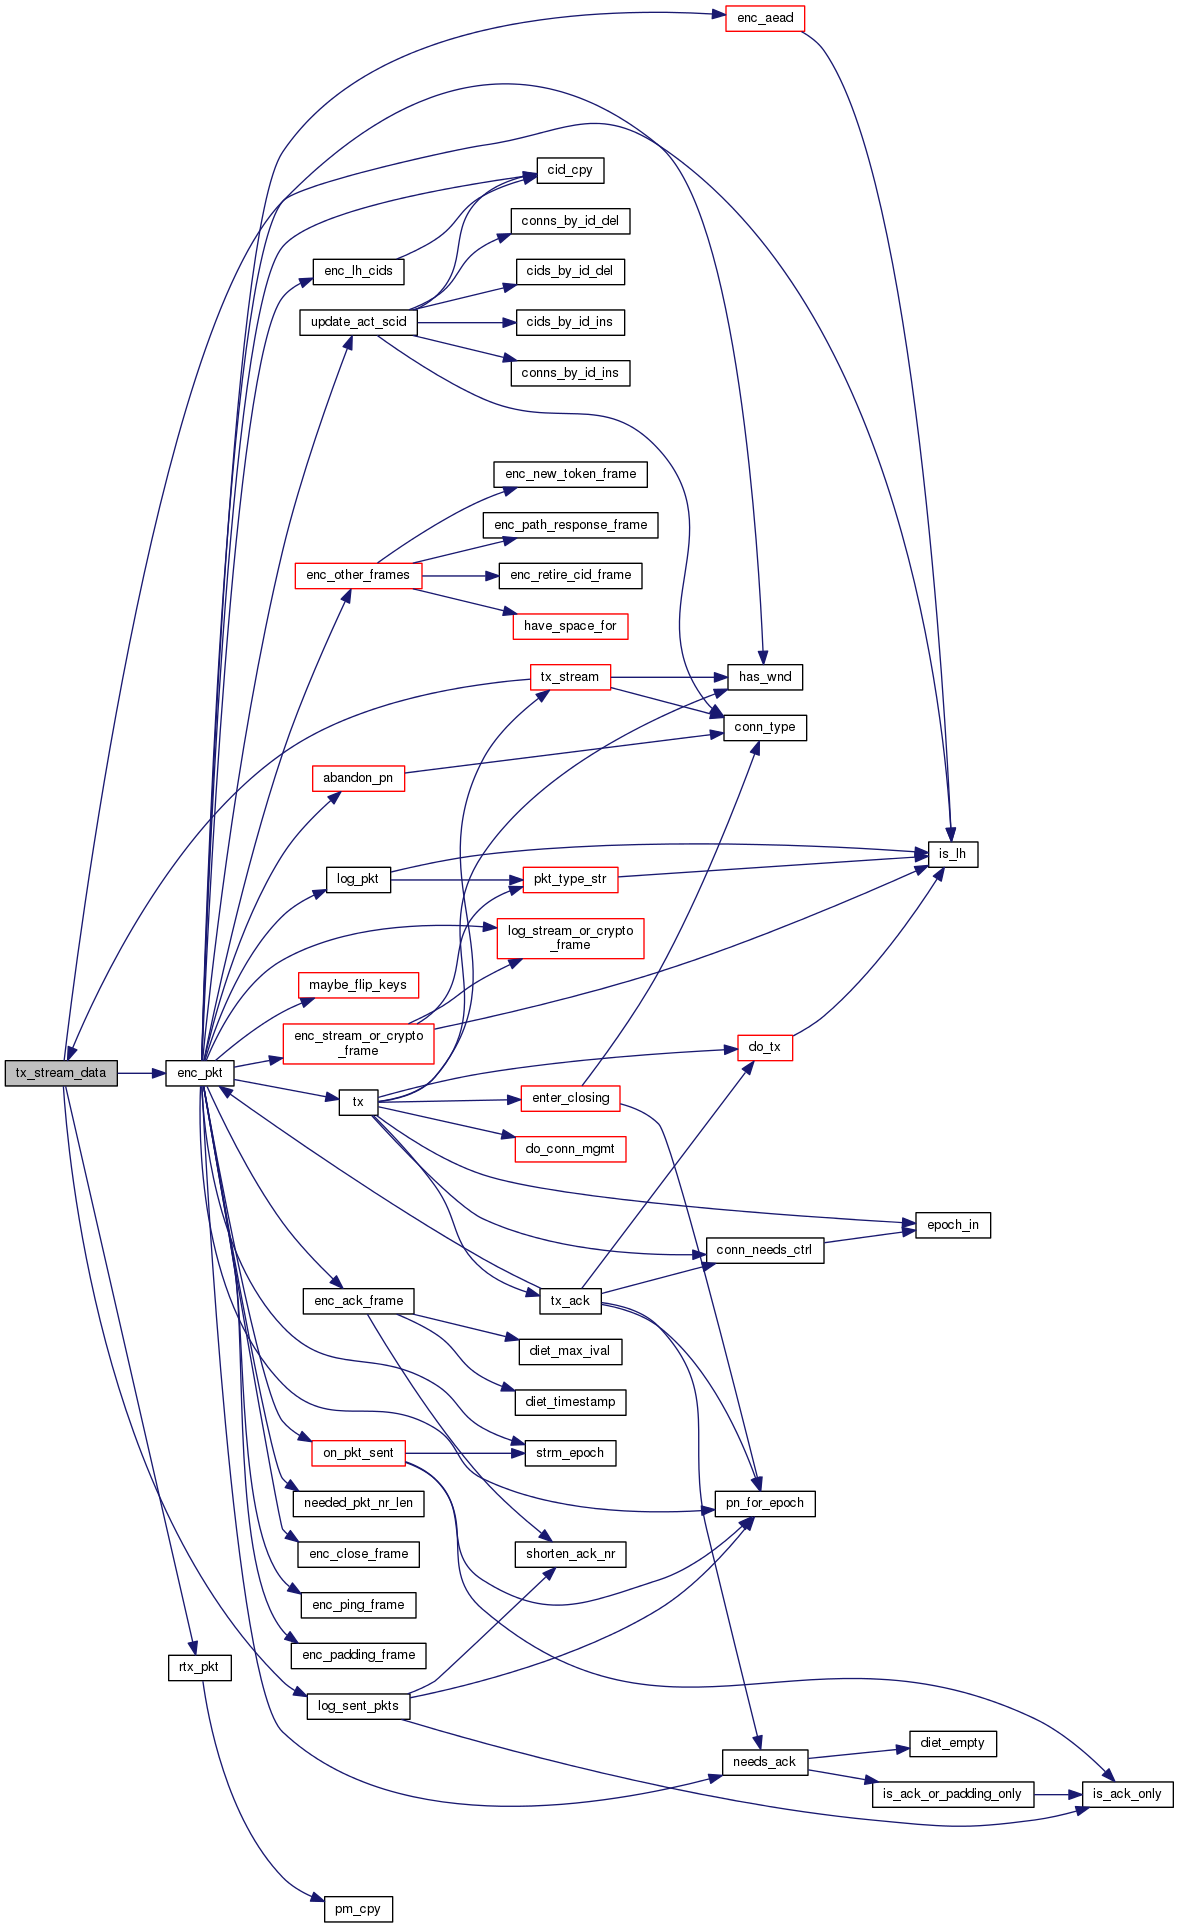 enc_aead
cid_cpy
conns_by_id_del
enc_lh_cids
cids_by_id_del
update_act_scid
cids_by_id_ins
conns_by_id_ins
enc_new_token_frame
enc_path_response_frame
enc_other_frames
enc_retire_cid_frame
have_space_for
tx_stream
has_wnd
conn_type
abandon_pn
is_lh
log_pkt
pkt_type_str
log_stream_or_crypto
_frame
maybe_flip_keys
enc_stream_or_crypto
_frame
do_tx
tx_stream_data
enc_pkt
tx
enter_closing
do_conn_mgmt
epoch_in
conn_needs_ctrl
enc_ack_frame
tx_ack
diet_max_ival
diet_timestamp
on_pkt_sent
strm_epoch
needed_pkt_nr_len
pn_for_epoch
enc_close_frame
shorten_ack_nr
enc_ping_frame
enc_padding_frame
rtx_pkt
log_sent_pkts
diet_empty
needs_ack
is_ack_or_padding_only
is_ack_only
pm_cpy